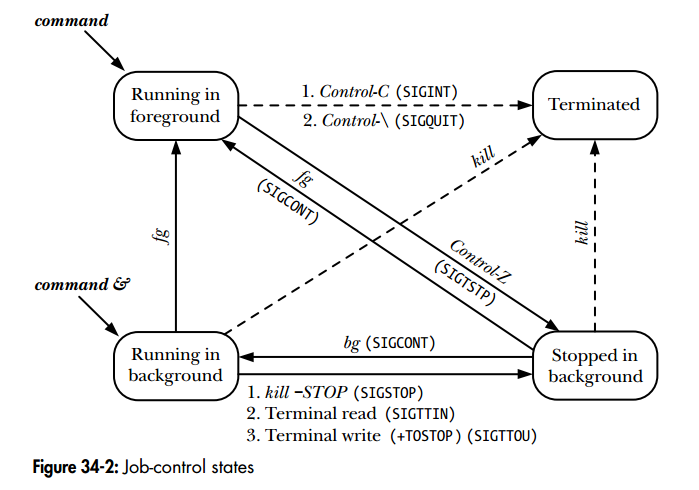 command
Running in
foreground
1. Control-C (SIGINT)
2. Control-\ (SIGQUIT)
Terminated
kill
fg
(SIGCONT)
fg
Control-Z
(SIGTSTP)
kill
command &
Running in
background
bg (SIGCONT)
Stopped in
background
1. kill –STOP (SIGSTOP)
2. Terminal read (SIGTTIN)
3. Terminal write (+TOSTOP) (SIGTTOU)
Figure 34-2: Job-control states